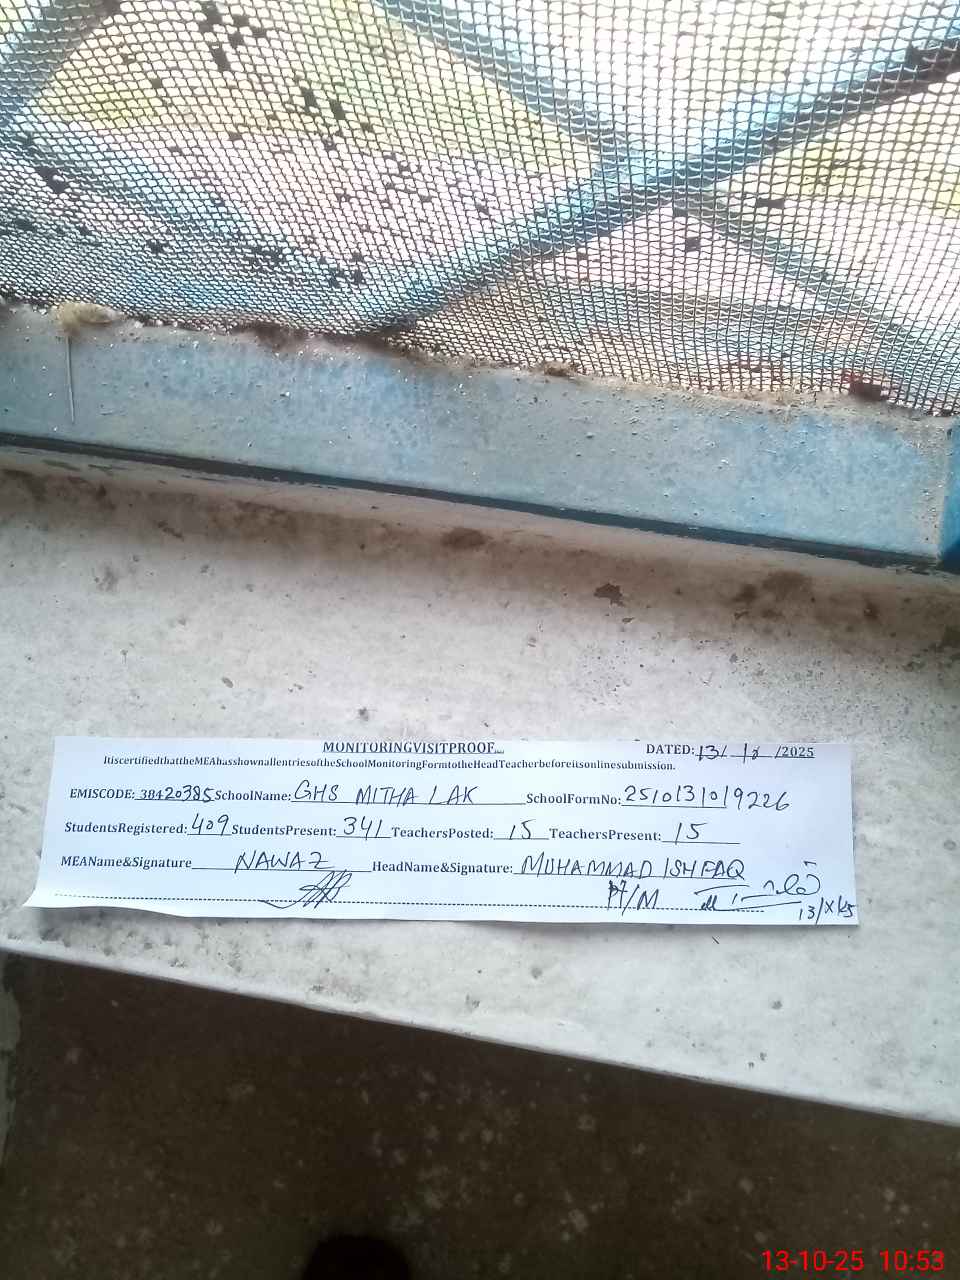 MONITORINGVISITPROOF
DATED: 13/10/2025
ItiscertifiedthattheMEAhasshownallentriesoftheSchoolMonitoringFormtotheHeadTeacherbeforeitsonlinesubmission.
EMISCODE: 38420385 SchoolName: GHS MITHA LAK SchoolFormNo: 2510131019226
StudentsRegistered: 409 StudentsPresent: 341 TeachersPosted: 15 TeachersPresent: 15
MEAName&Signature NAWAZ HeadName&Signature: MUHAMMAD ISHFAQ
13/X/25
13-10-25 10:53